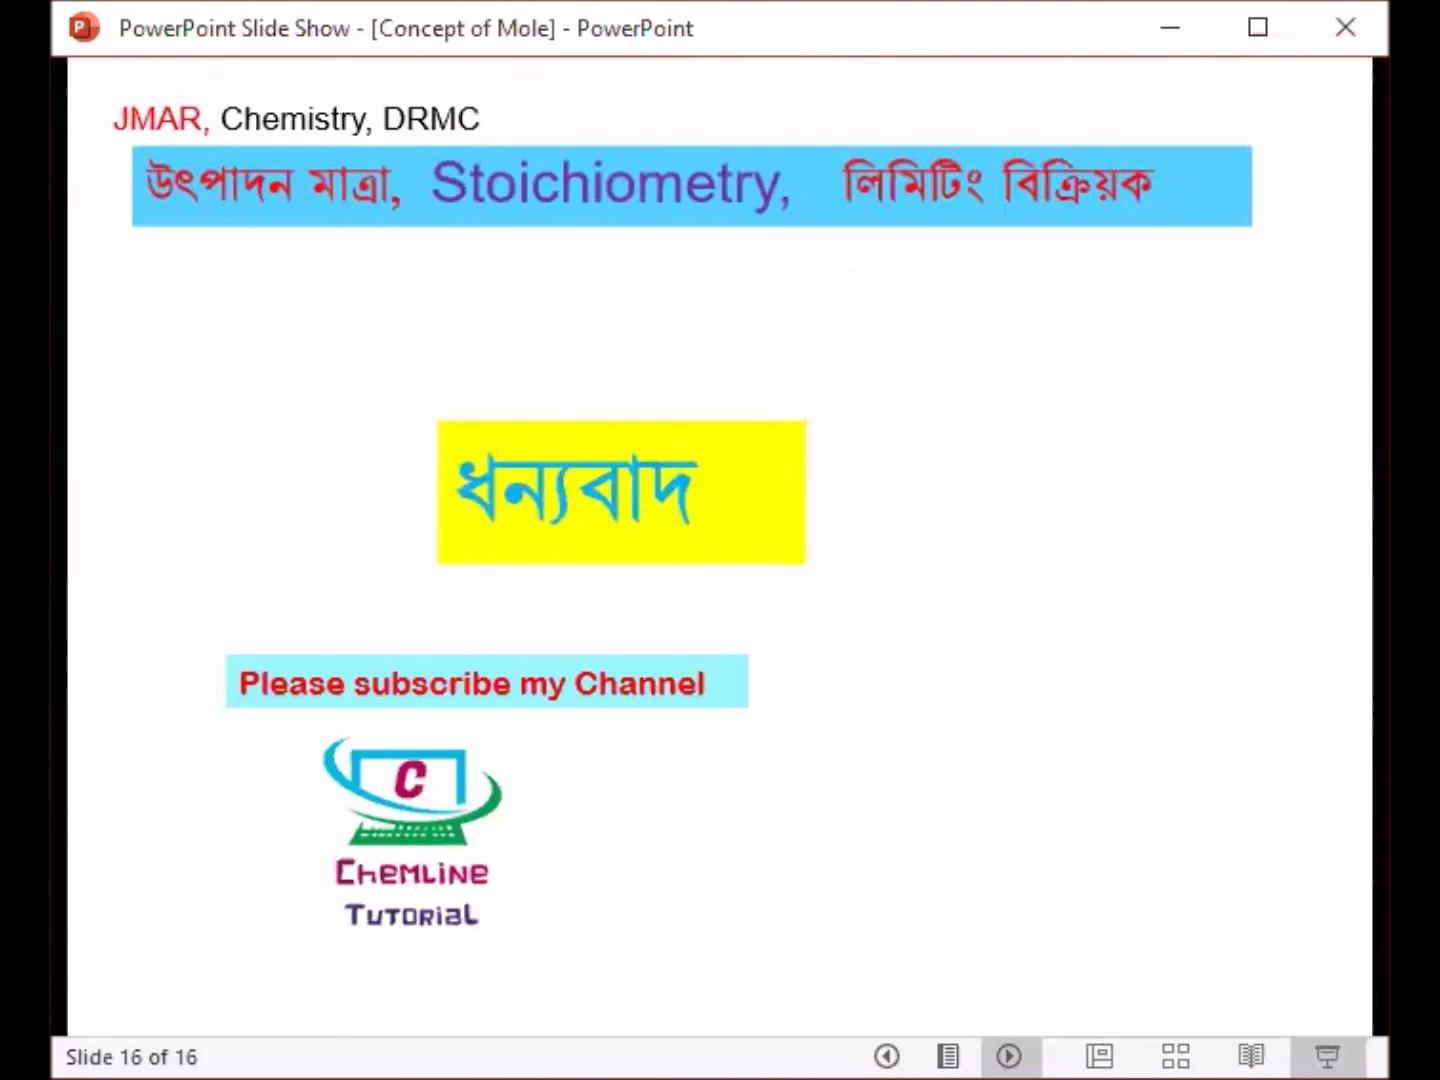 PowerPoint Slide Show - [Concept of Mole] - PowerPoint
JMAR, Chemistry, DRMC
উৎপাদন মাত্রা, Stoichiometry, লিমিটিং বিক্রিয়ক
ধন্যবাদ
Please subscribe my Channel
C
CHEMLINE
TUTORIAL
Slide 16 of 16